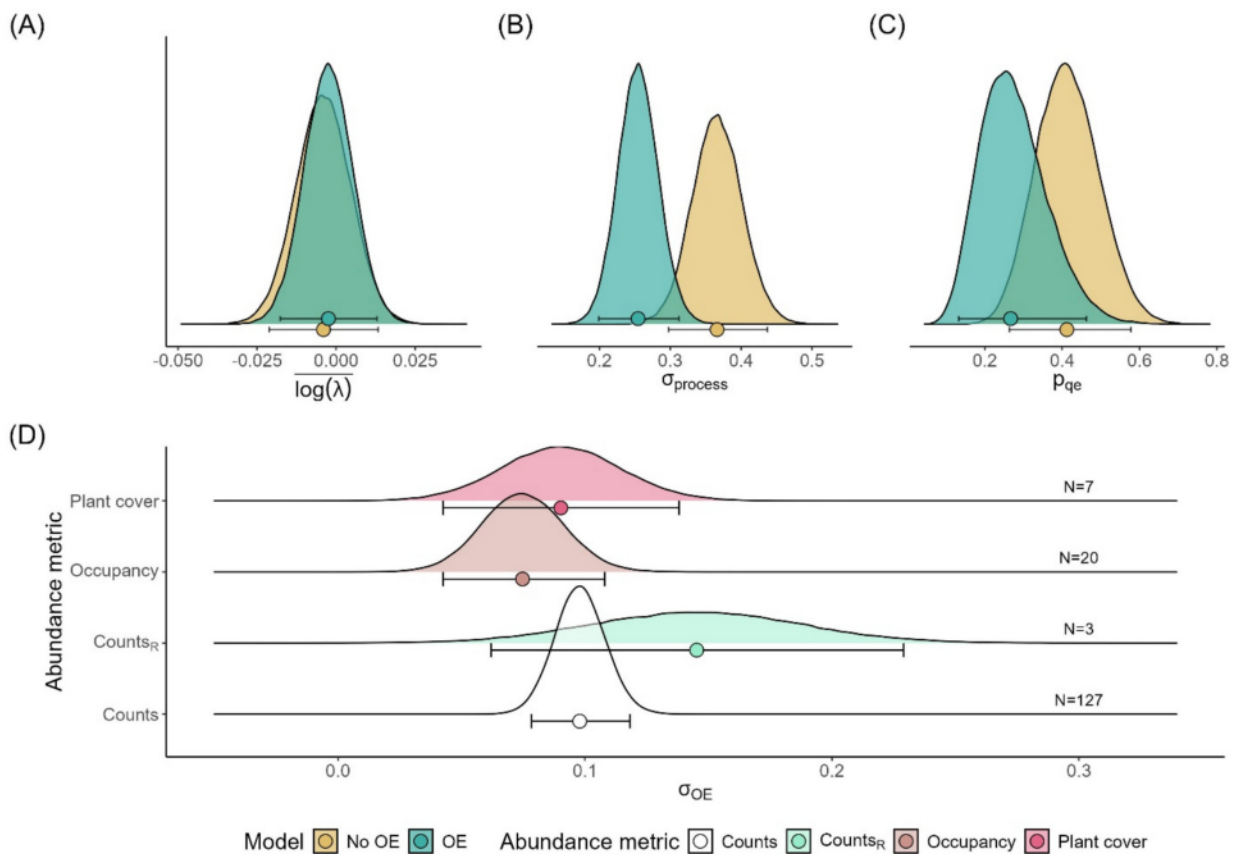 (A) (B) (C)
-0.050 -0.025 0.000 0.025 0.2 0.3 0.4 0.5 0.2 0.4 0.6 0.8
log(λ) σprocess pqe
(D)
Plant cover N=7
Occupancy N=20
CountsR N=3
Counts N=127
Abundance metric
0.0 0.1 0.2 0.3
σOE
Model No OE OE Abundance metric Counts CountsR Occupancy Plant cover